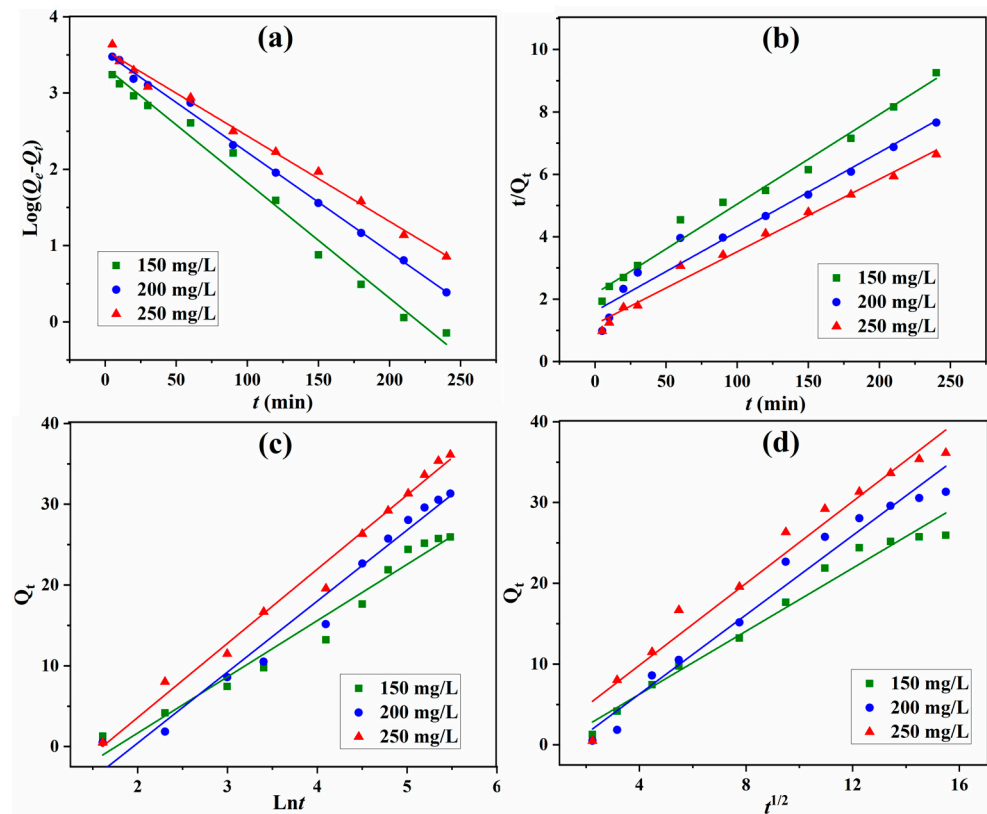 (a)
4
3
2
1
0
Log(Qe-Qt)
150 mg/L
200 mg/L
250 mg/L
0 50 100 150 200 250
t (min)
(b)
10
8
6
4
2
0
t/Qt
150 mg/L
200 mg/L
250 mg/L
0 50 100 150 200 250
t (min)
(c)
40
30
20
10
0
Qt
150 mg/L
200 mg/L
250 mg/L
2 3 4 5 6
Lnt
(d)
40
30
20
10
0
Qt
150 mg/L
200 mg/L
250 mg/L
4 8 12 16
t1/2